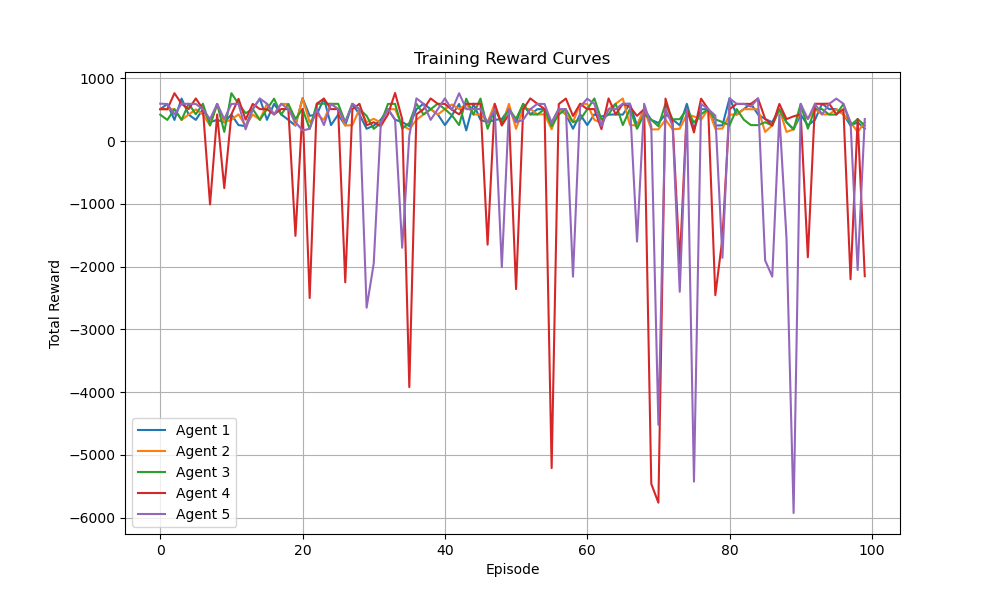 Training Reward Curves
Total Reward
1000
0
−1000
−2000
−3000
−4000
−5000
−6000
Agent 1
Agent 2
Agent 3
Agent 4
Agent 5
0 20 40 60 80 100
Episode